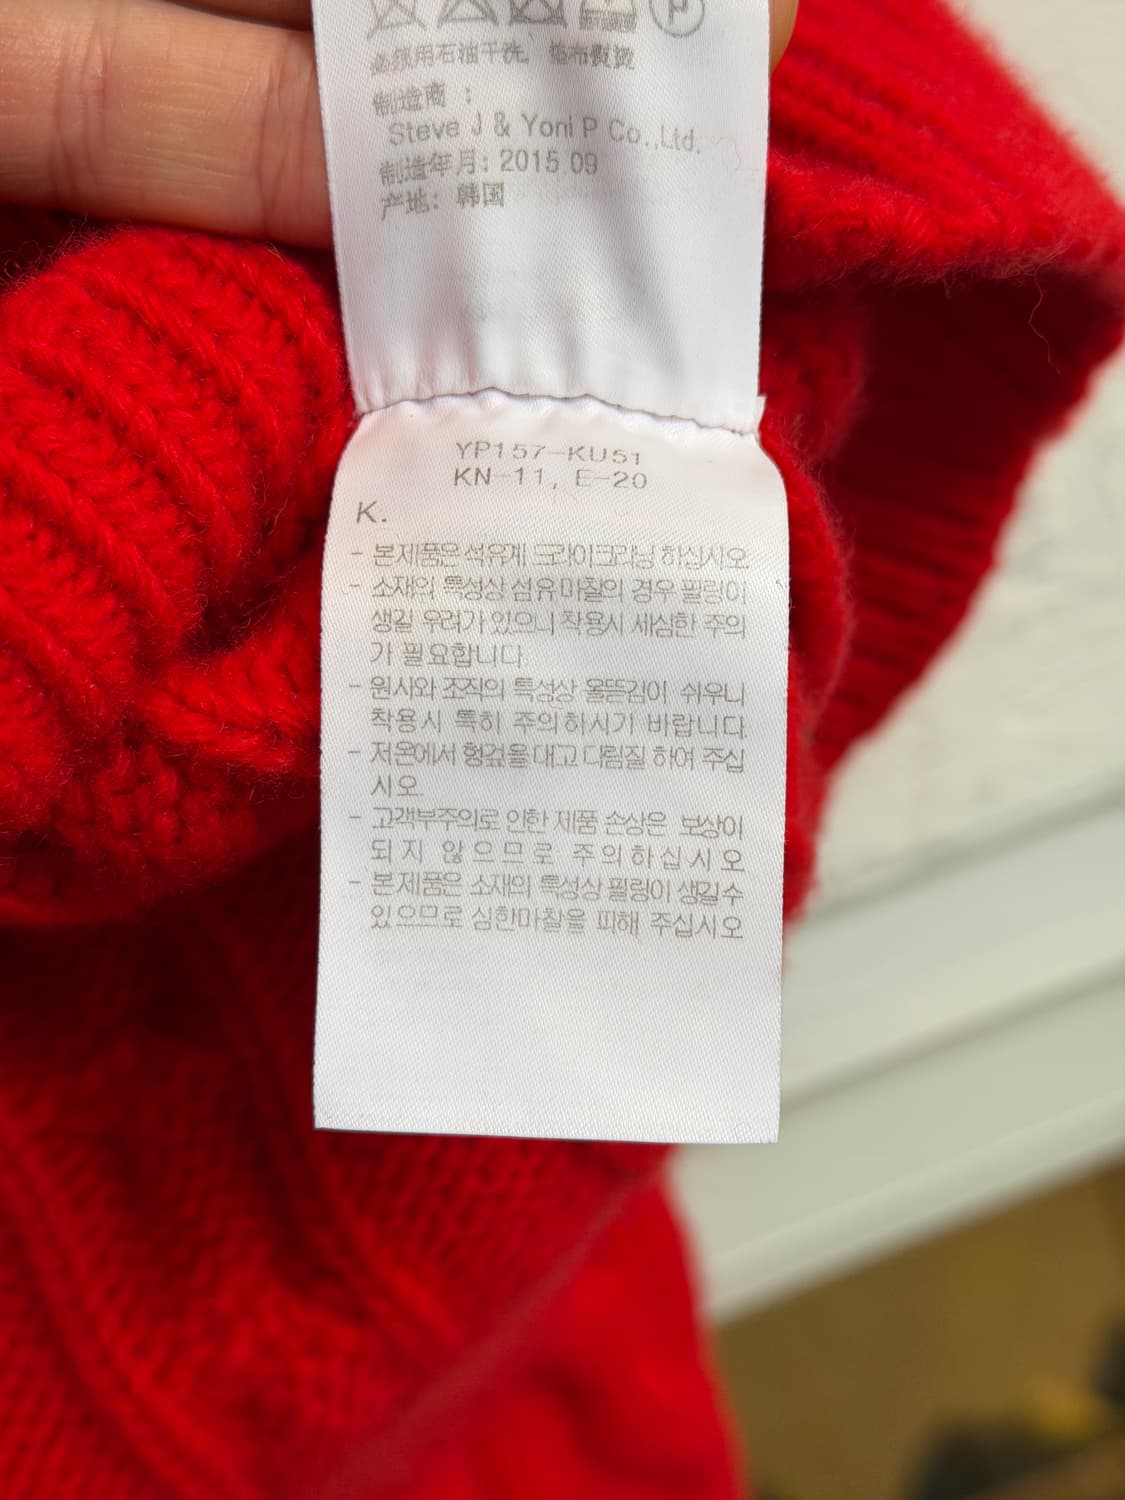 必须用石油干洗, 垫布熨烫
制造商 :
Steve J & Yoni P Co.,Ltd.
制造年月: 2015.09
产地: 韩国
YP157-KU51
KN-11, E-20
K.
- 본제품은 석유계 드라이크리닝 하십시오
- 소재의 특성상 섬유 마찰의 경우 필링이
생길 우려가 있으니 착용시 세심한 주의
가 필요합니다.
- 원사와 조직의 특성상 올뜯김이 쉬우니
착용시 특히 주의하시기 바랍니다.
- 저온에서 헝겊을 대고 다림질 하여 주십
시오.
- 고객부주의로 인한 제품 손상은 보상이
되지 않으므로 주의하십시오
- 본제품은 소재의 특성상 필링이 생길수
있으므로 심한마찰을 피해 주십시오